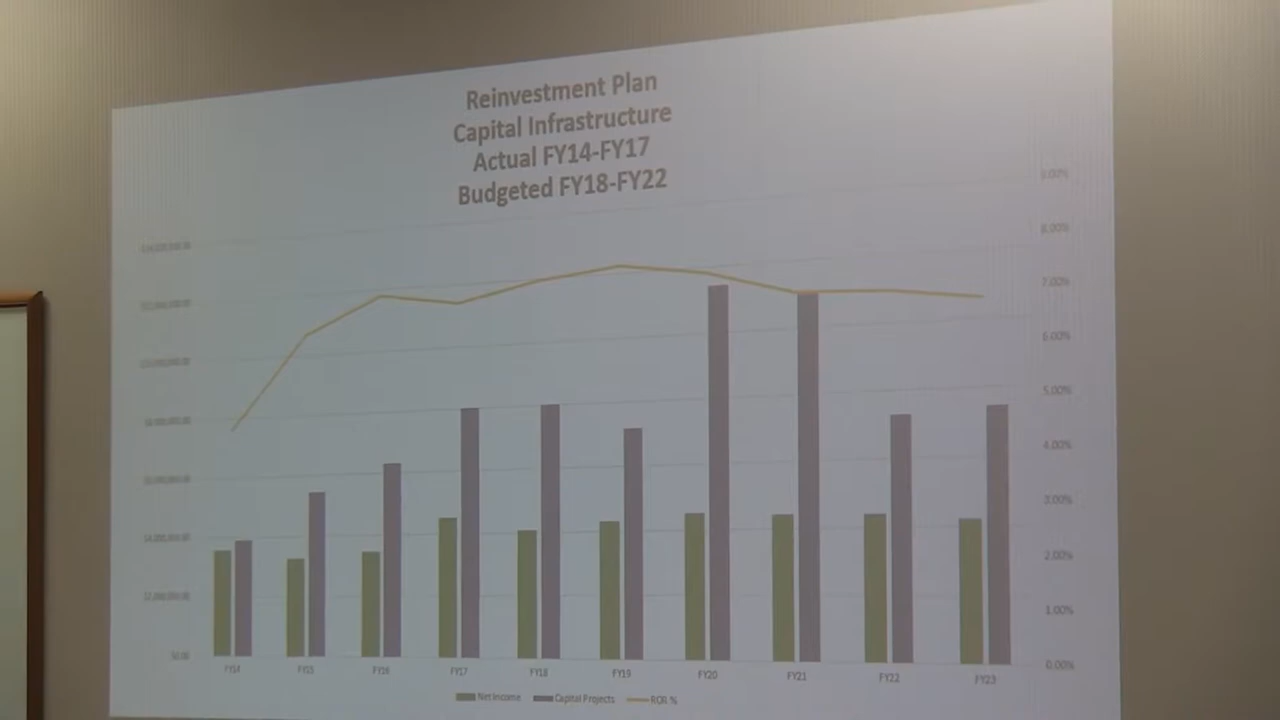 Reinvestment Plan
Capital Infrastructure
Actual FY14-FY17
Budgeted FY18-FY22
9.00%
8.00%
7.00%
6.00%
5.00%
4.00%
3.00%
2.00%
1.00%
0.00%
$0.00
FY14 FY15 FY16 FY17 FY18 FY19 FY20 FY21 FY22 FY23
Net Income Capital Projects ROR %